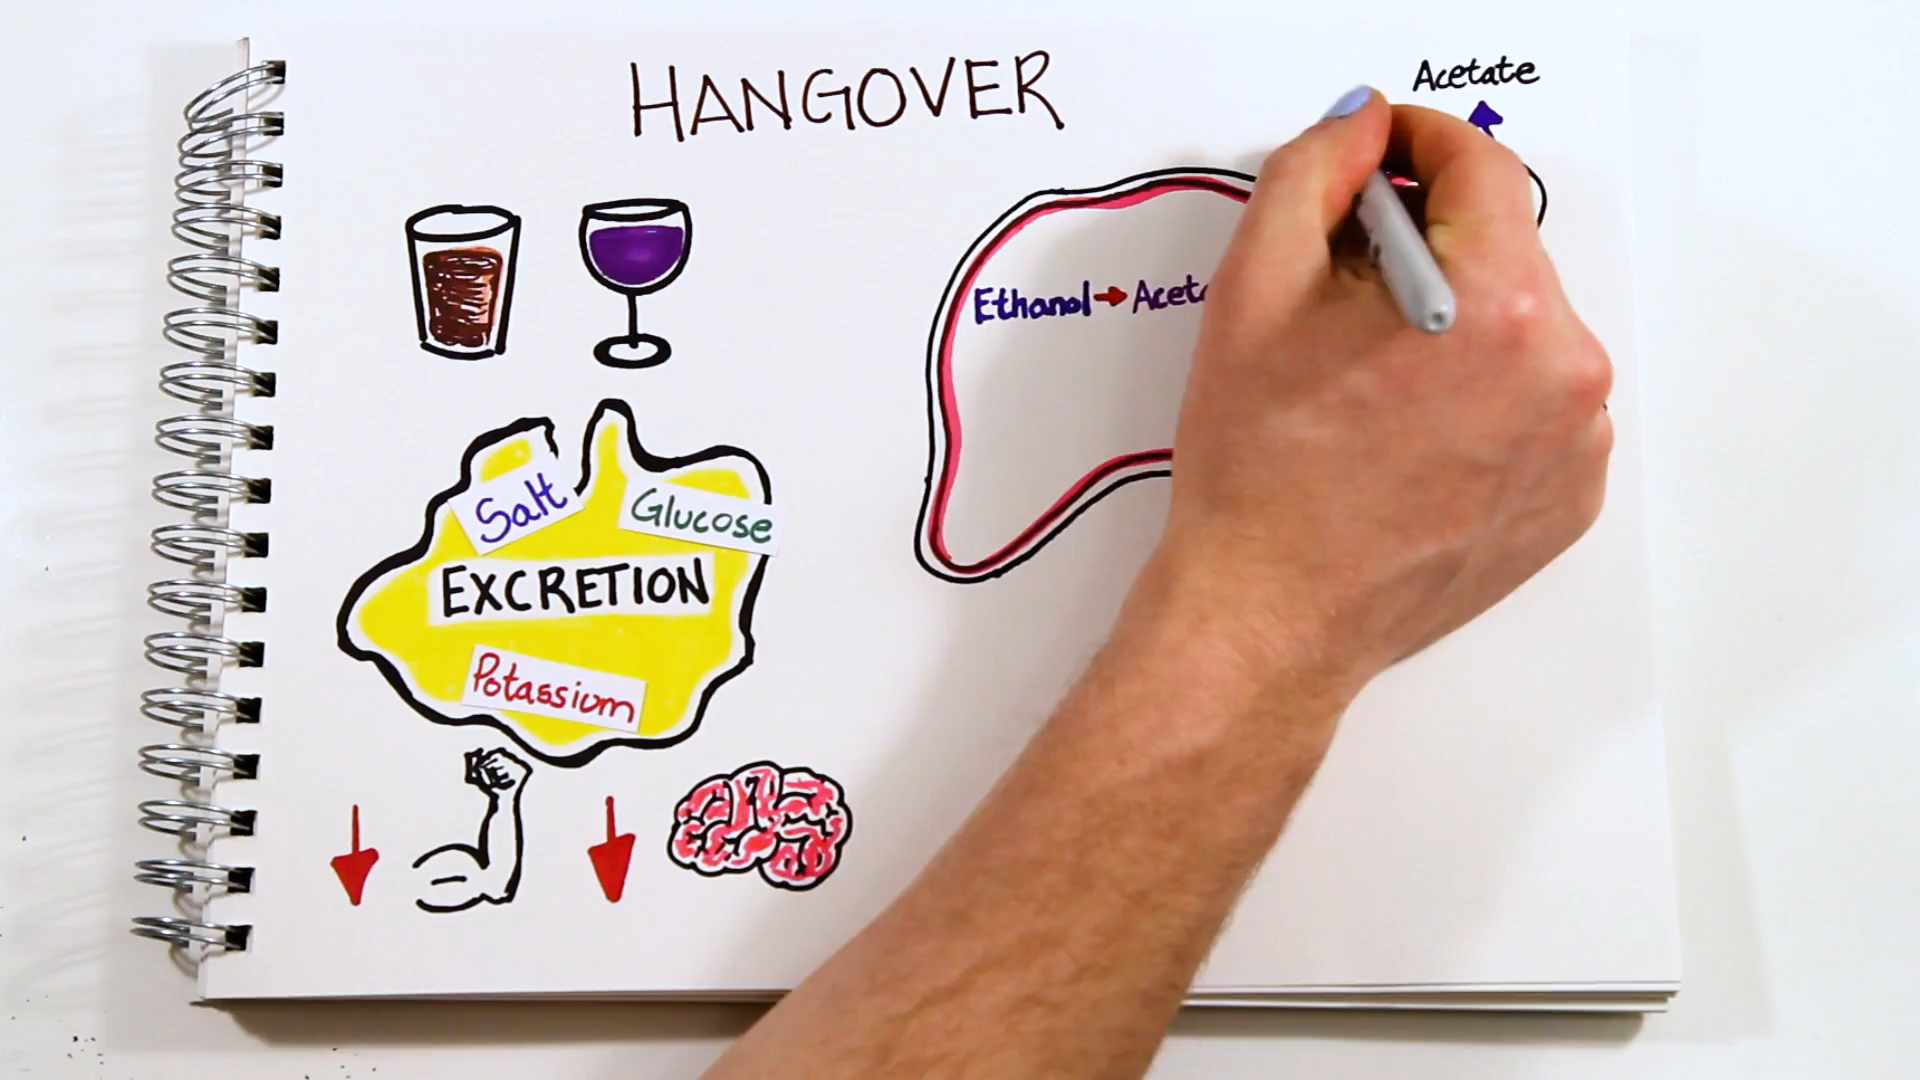 HANGOVER
Acetate
Ethanol
Salt
Glucose
EXCRETION
Potassium